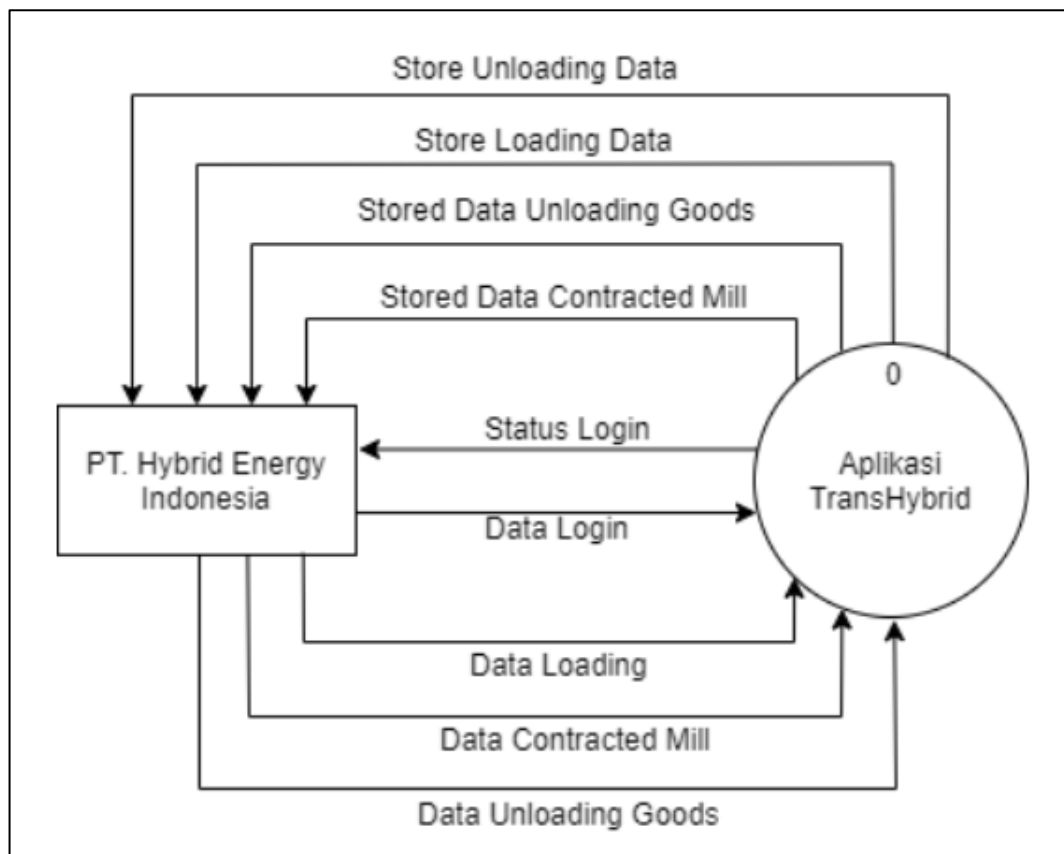 Store Unloading Data
Store Loading Data
Stored Data Unloading Goods
Stored Data Contracted Mill
0
Status Login
PT. Hybrid Energy
Indonesia
Aplikasi
TransHybrid
Data Login
Data Loading
Data Contracted Mill
Data Unloading Goods